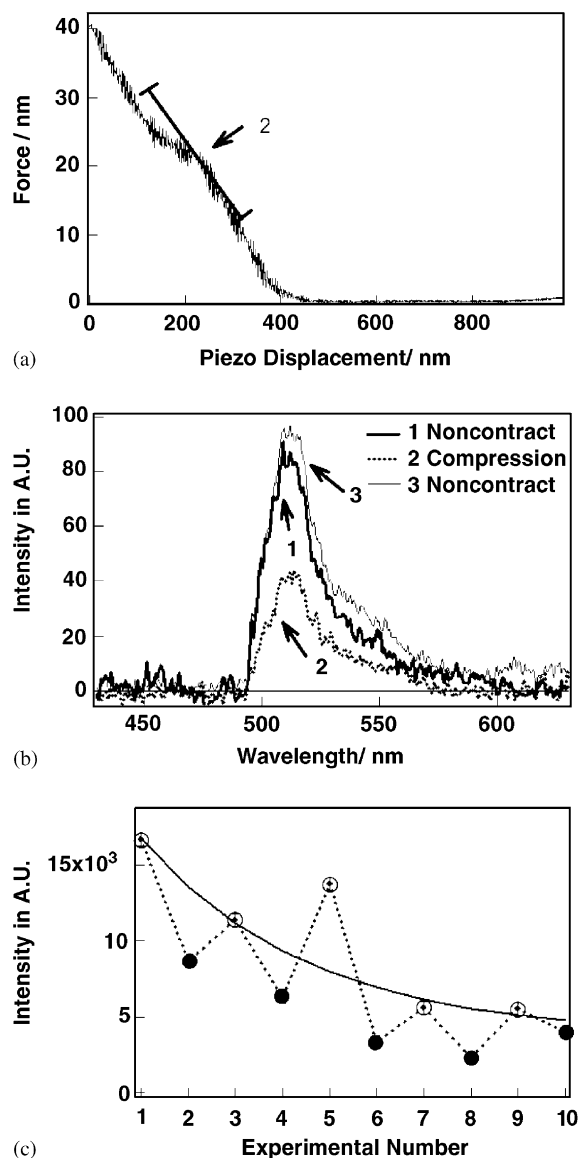 40
30
20
10
0
Force / nm
2
0
200
400
600
800
Piezo Displacement/ nm
(a)
100
80
60
40
20
0
Intensity in A.U.
1 Noncontract
2 Compression
3 Noncontract
3
1
2
450
500
550
600
Wavelength/ nm
(b)
15x10³
10
5
0
Intensity in A.U.
1
2
3
4
5
6
7
8
9
10
Experimental Number
(c)